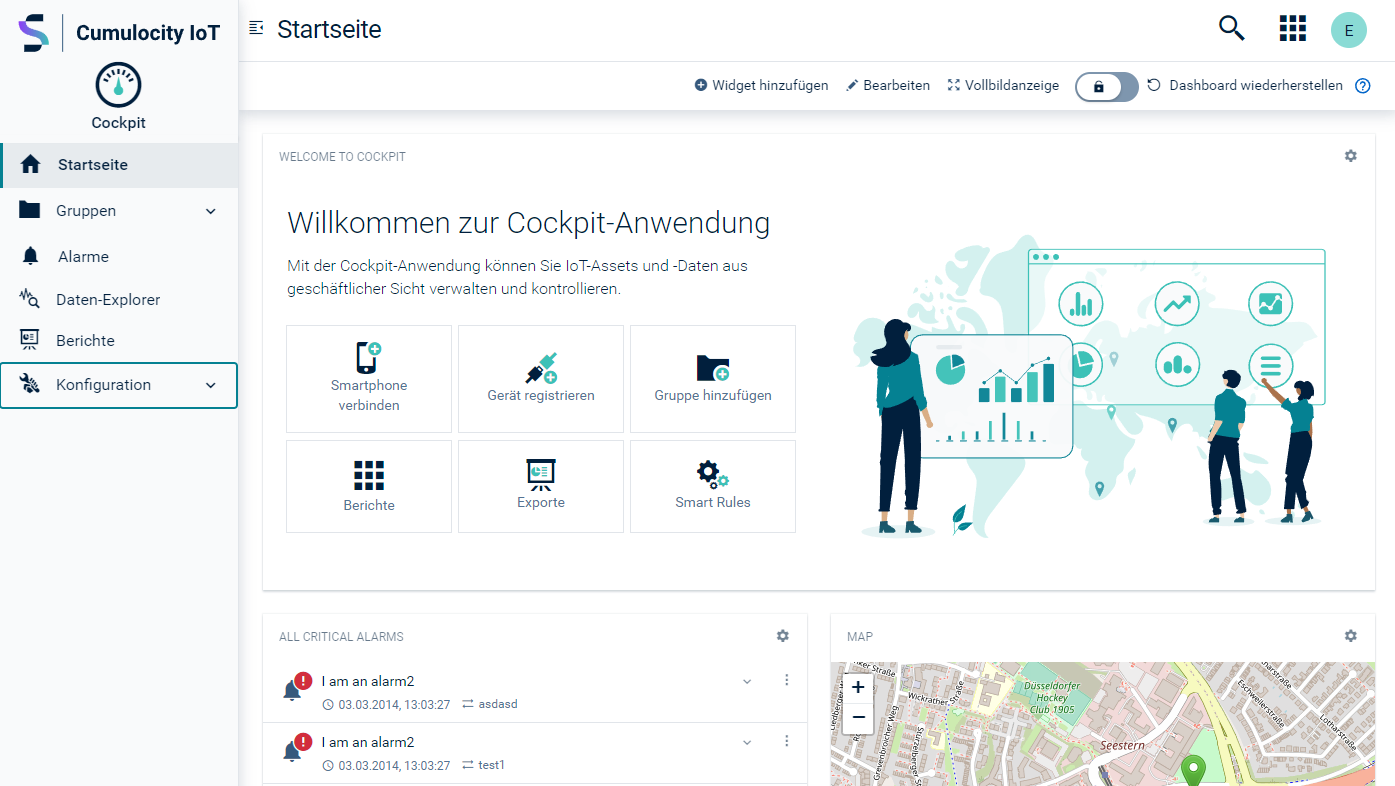 Cumulocity IoT
Startseite
E
Cockpit
Widget hinzufügen
Bearbeiten
Vollbildanzeige
Dashboard wiederherstellen
Startseite
Gruppen
Alarme
Daten-Explorer
Berichte
Konfiguration
WELCOME TO COCKPIT
Willkommen zur Cockpit-Anwendung
Mit der Cockpit-Anwendung können Sie IoT-Assets und -Daten aus
geschäftlicher Sicht verwalten und kontrollieren.
Smartphone
verbinden
Gerät registrieren
Gruppe hinzufügen
Berichte
Exporte
Smart Rules
ALL CRITICAL ALARMS
I am an alarm2
03.03.2014, 13:03:27
asdasd
I am an alarm2
03.03.2014, 13:03:27
test1
MAP
+
−
Düsseldorfer
Hockey
Club 1905
Wickrather Straße
Grevenbroicher Weg
Seestern
Eschweilerstraße
Lotharstraße